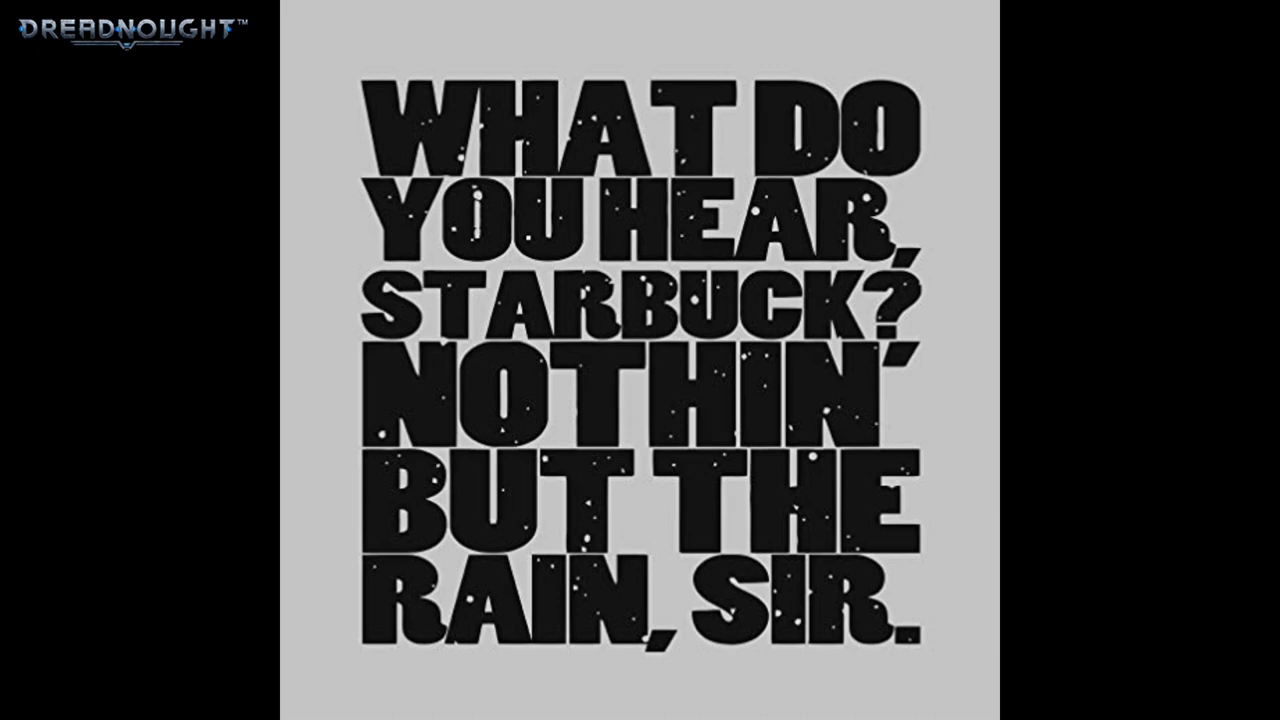 DREADNOUGHT™
WHAT DO
YOU HEAR,
STARBUCK?
NOTHIN'
BUT THE
RAIN, SIR.